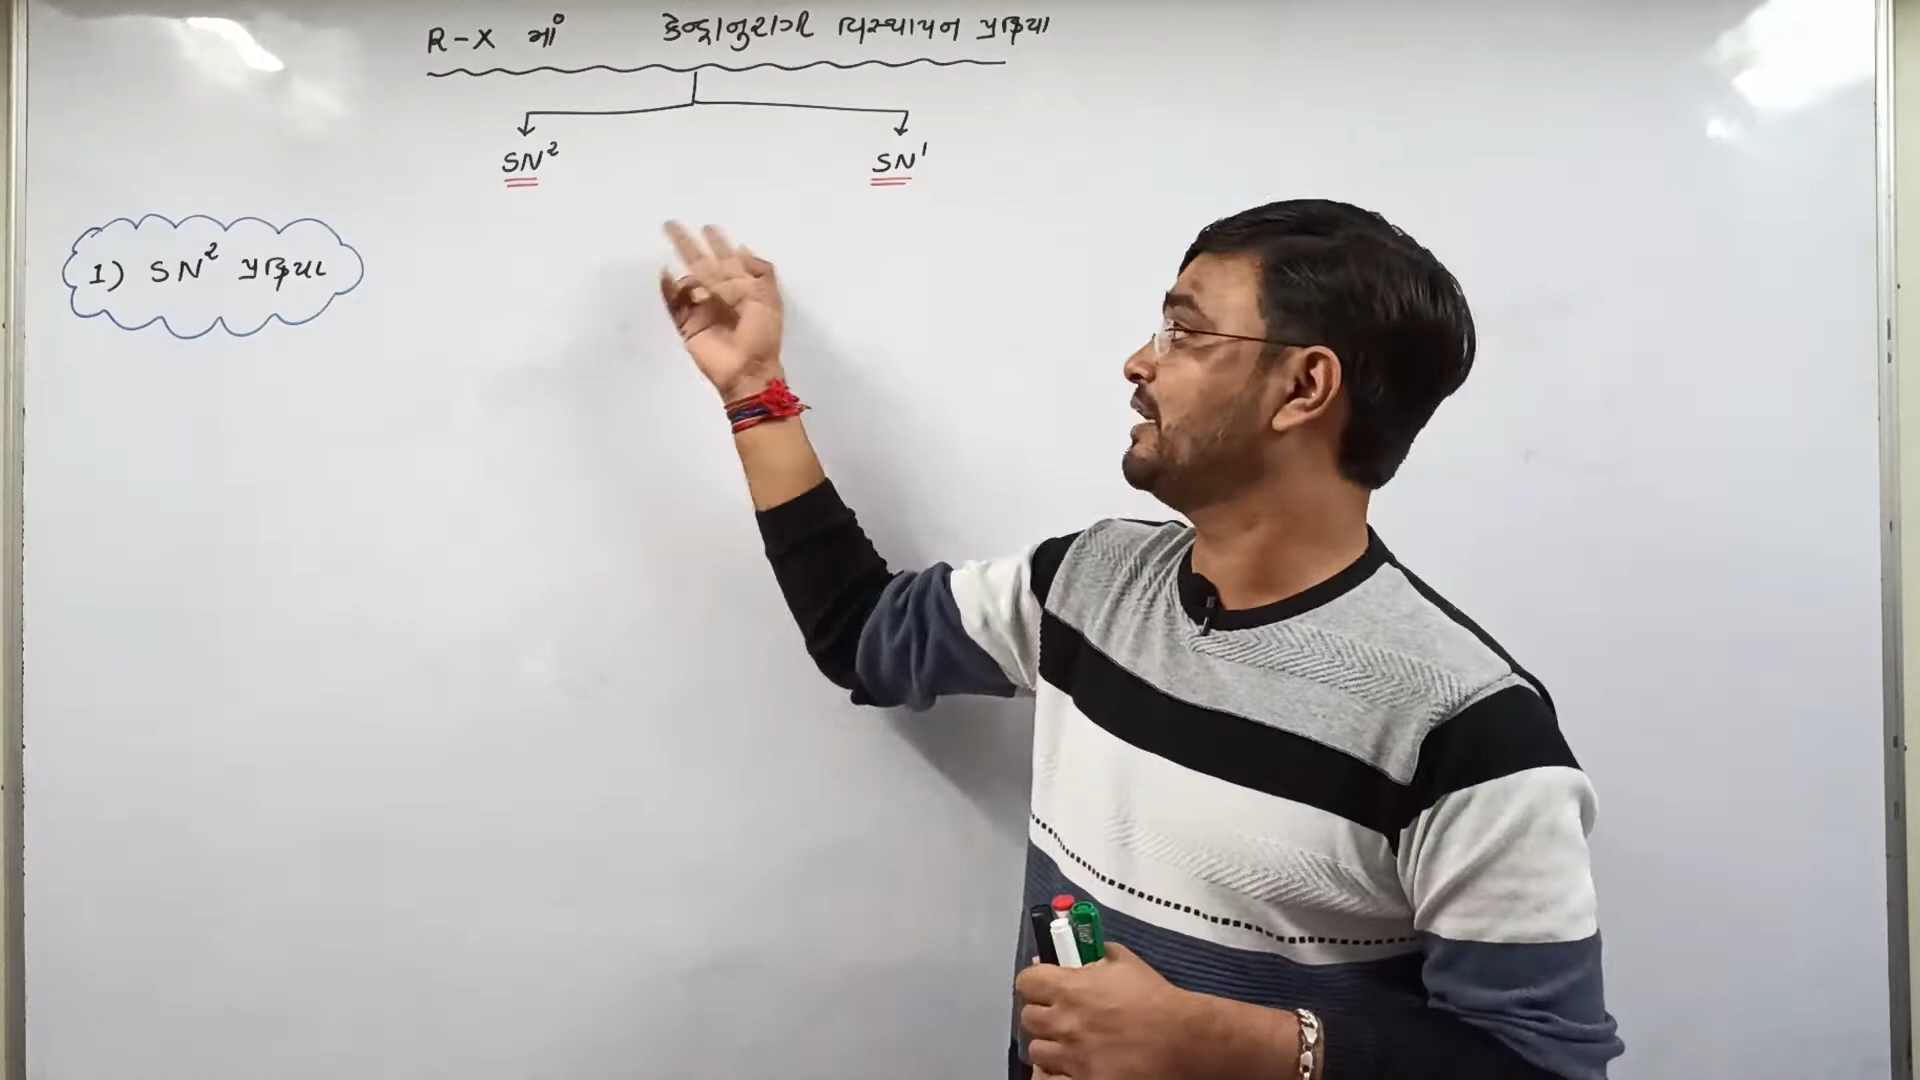 R-X માં કેન્દ્રાનુરાગી વિસ્થાપન પ્રક્રિયા
SN² SN¹
1) SN² પ્રક્રિયા